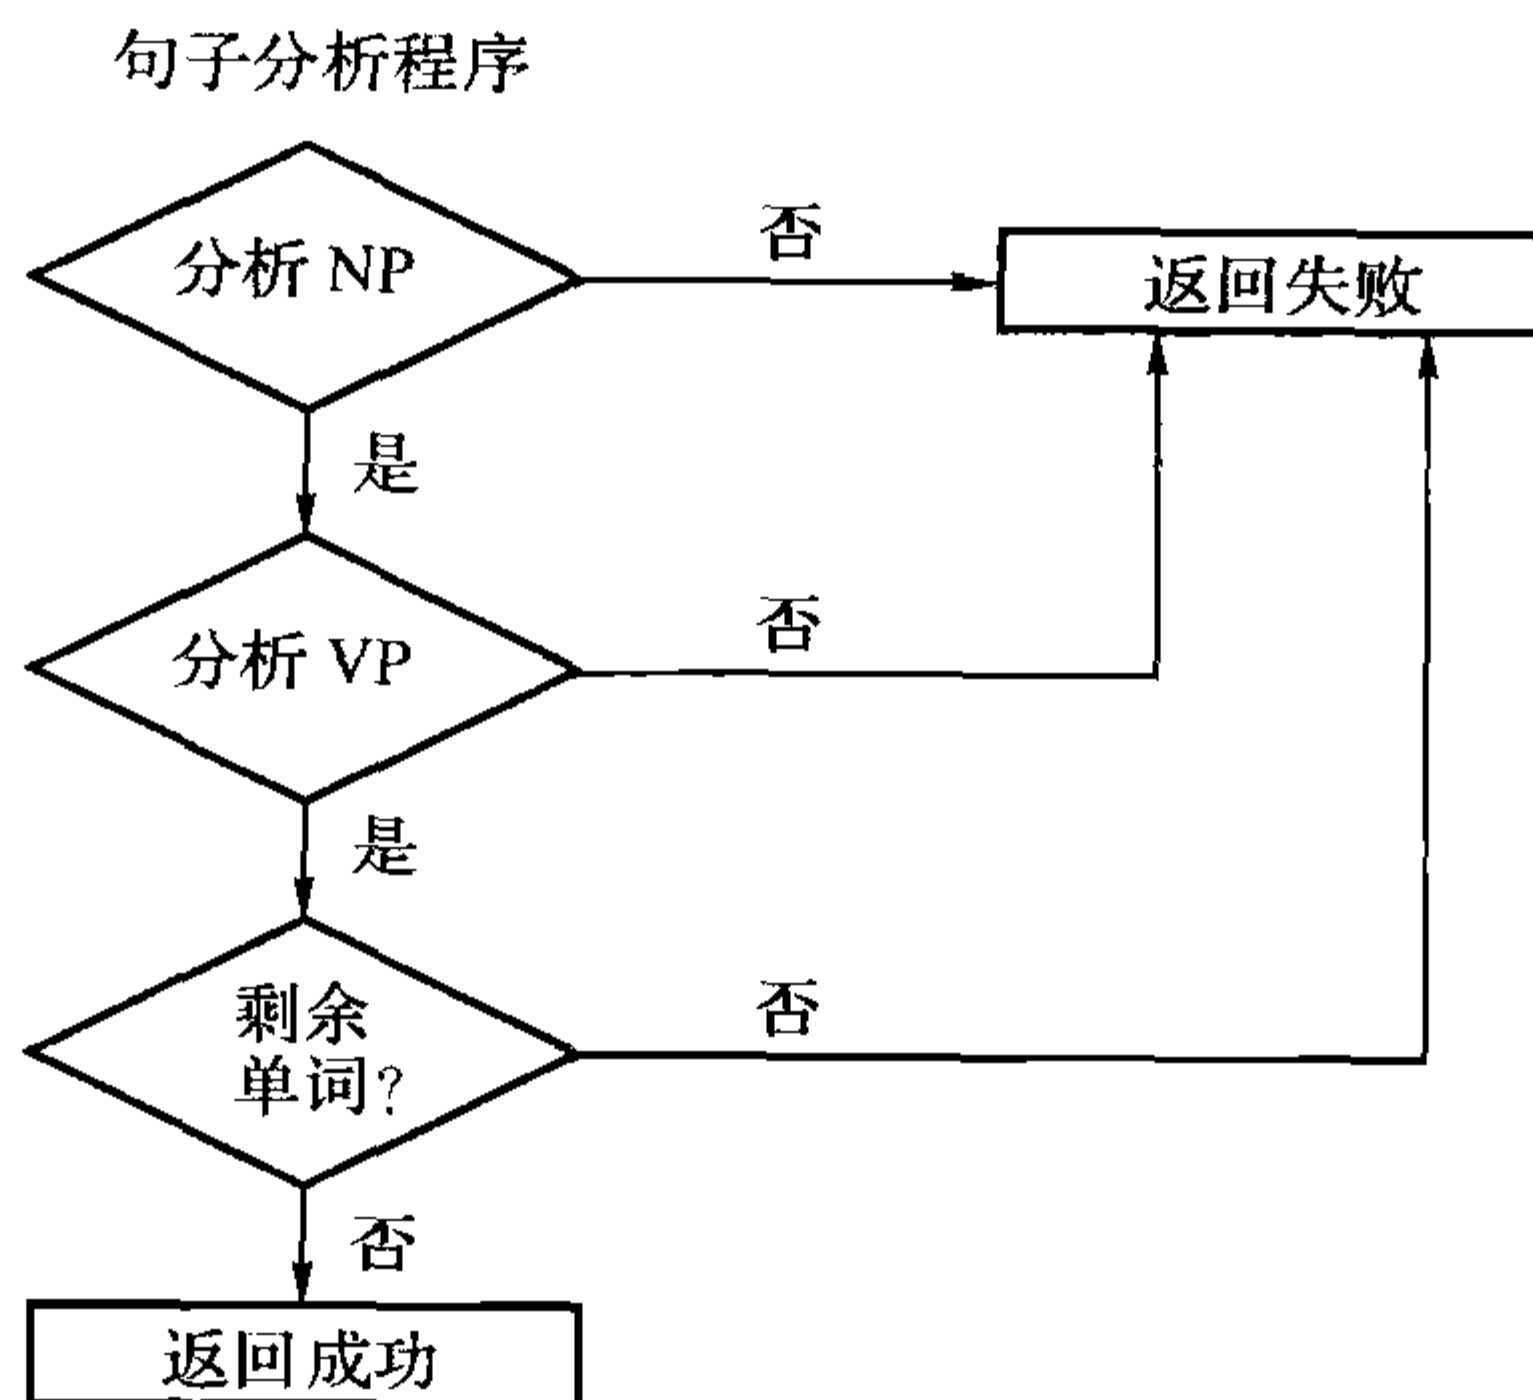 句子分析程序
分析 NP
否
返回失败
是
分析 VP
否
是
剩余
单词?
否
否
返回成功